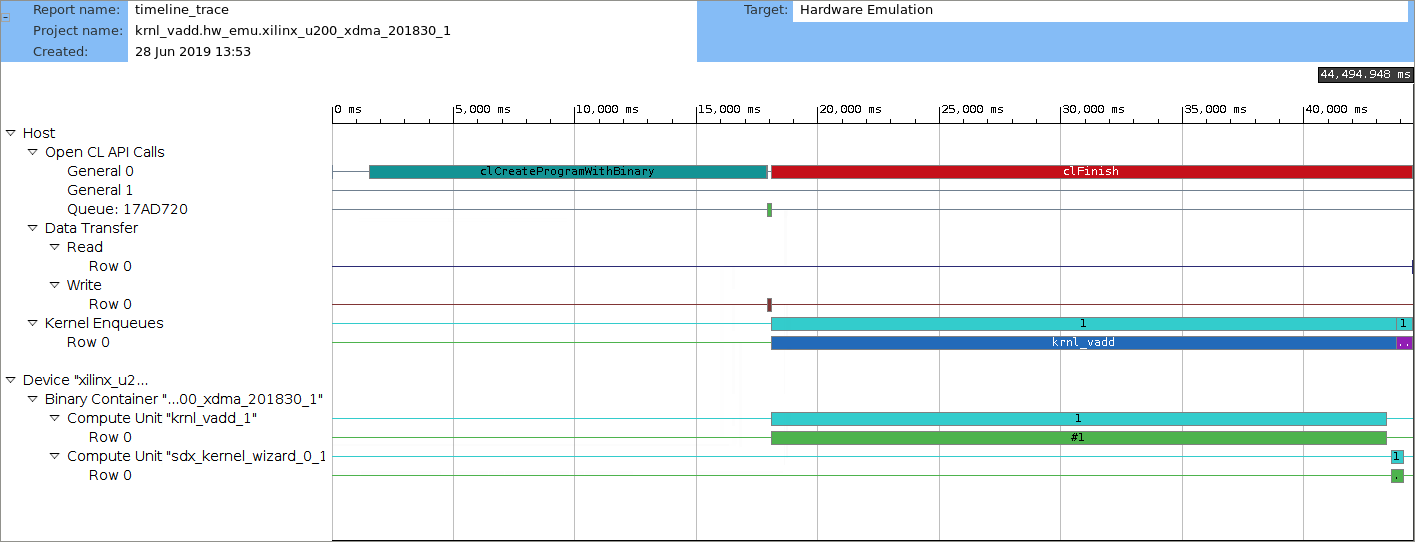 Report name: timeline_trace Target: Hardware Emulation
Project name: krnl_vadd.hw_emu.xilinx_u200_xdma_201830_1
Created: 28 Jun 2019 13:53
44,494.948 ms
0 ms 5,000 ms 10,000 ms 15,000 ms 20,000 ms 25,000 ms 30,000 ms 35,000 ms 40,000 ms
Host
Open CL API Calls
General 0 clCreateProgramWithBinary clFinish
General 1
Queue: 17AD720
Data Transfer
Read
Row 0
Write
Row 0
Kernel Enqueues 1 1
Row 0 krnl_vadd ..
Device "xilinx_u2...
Binary Container "...00_xdma_201830_1"
Compute Unit "krnl_vadd_1" 1
Row 0 #1
Compute Unit "sdx_kernel_wizard_0_1 1
Row 0 .